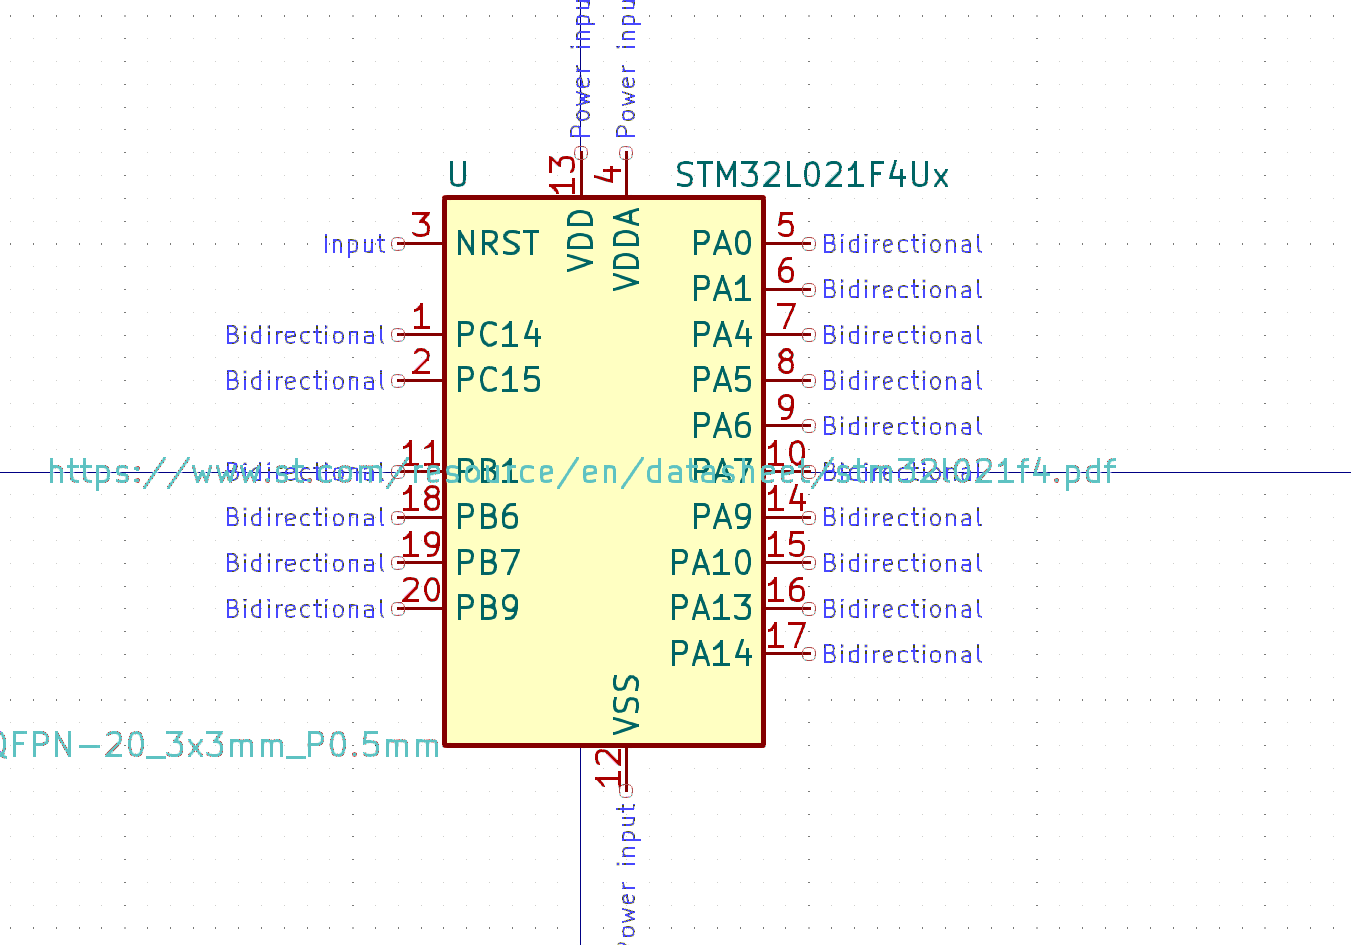 Power input
Power input
13
4
U
STM32L021F4Ux
VDD
VDDA
Input 3 NRST
PA0 5 Bidirectional
PA1 6 Bidirectional
Bidirectional 1 PC14
PA4 7 Bidirectional
Bidirectional 2 PC15
PA5 8 Bidirectional
PA6 9 Bidirectional
Bidirectional 11 PB1
PA7 10 Bidirectional
https://www.st.com/resource/en/datasheet/stm32l021f4.pdf
Bidirectional 18 PB6
PA9 14 Bidirectional
Bidirectional 19 PB7
PA10 15 Bidirectional
Bidirectional 20 PB9
PA13 16 Bidirectional
PA14 17 Bidirectional
VSS
QFPN-20_3x3mm_P0.5mm
12
Power input